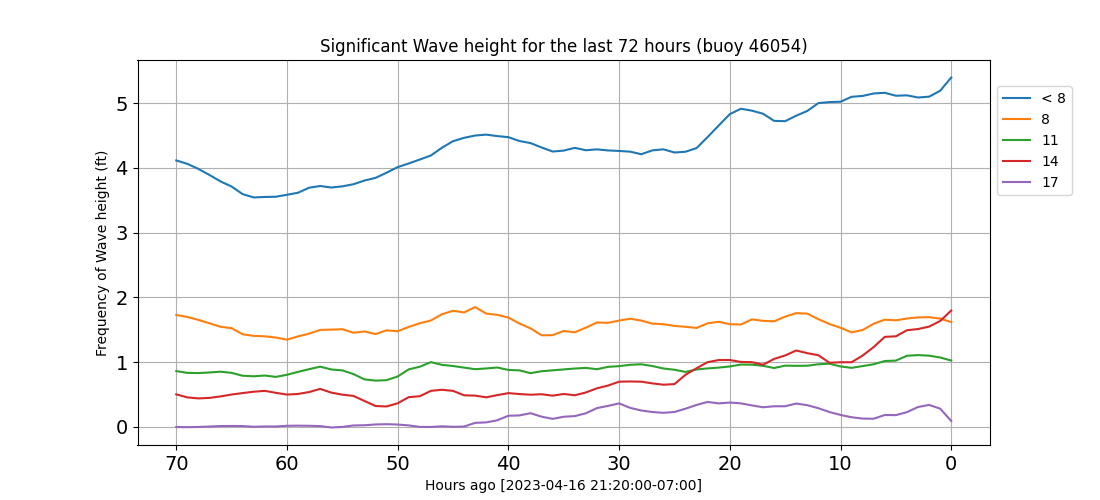 Significant Wave height for the last 72 hours (buoy 46054)
Frequency of Wave height (ft)
5
4
3
2
1
0
70 60 50 40 30 20 10 0
Hours ago [2023-04-16 21:20:00-07:00]
< 8
8
11
14
17